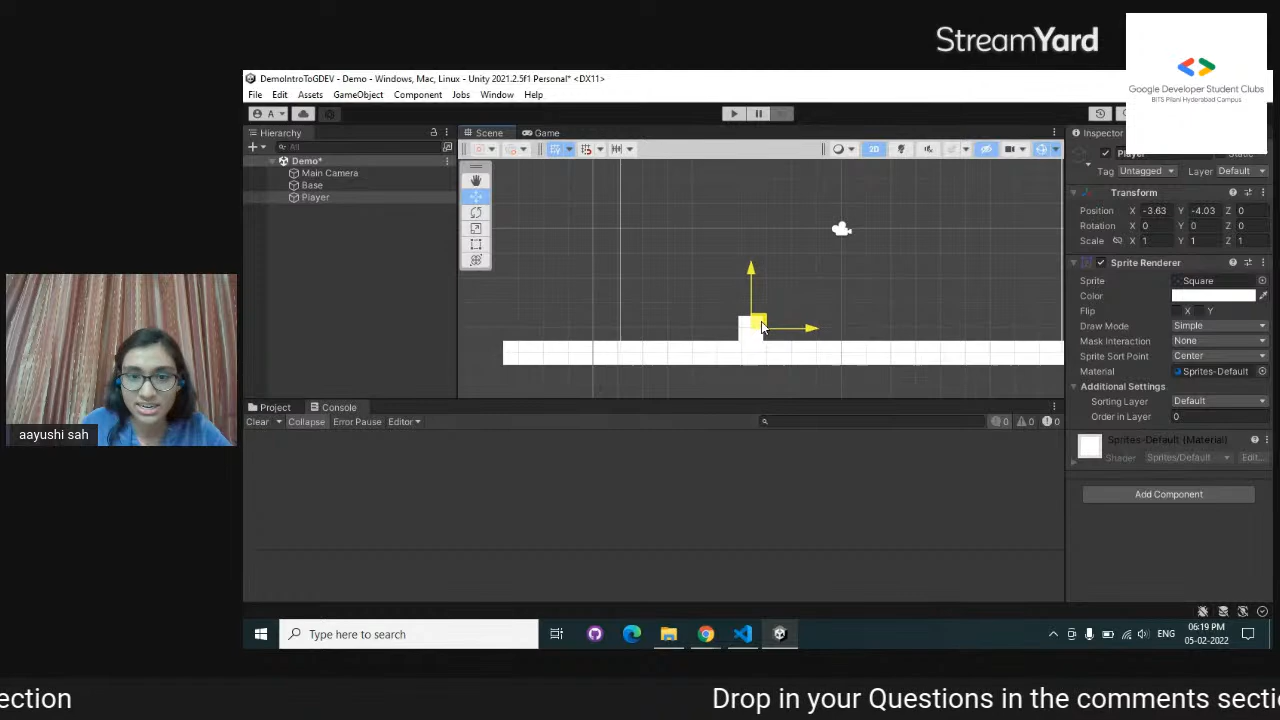 StreamYard
Google Developer Student Clubs
BITS Pilani Hyderabad Campus
DemoIntroToGDEV - Demo - Windows, Mac, Linux - Unity 2021.2.5f1 Personal* <DX11>
File Edit Assets GameObject Component Jobs Window Help
A
Hierarchy
Scene
Game
Inspector
All
2D
Demo*
Main Camera
Base
Player
Player
Static
Tag Untagged Layer Default
Transform
Position X -3.63 Y -4.03 Z 0
Rotation X 0 Y 0 Z 0
Scale X 1 Y 1 Z 1
Sprite Renderer
Sprite Square
Color
Flip X Y
Draw Mode Simple
Mask Interaction None
Sprite Sort Point Center
Material Sprites-Default
Additional Settings
Sorting Layer Default
Order in Layer 0
Sprites-Default (Material)
Shader Sprites/Default Edit...
Add Component
Project
Console
Clear Collapse Error Pause Editor
0 0 0
aayushi sah
Type here to search
ENG
06:19 PM
05-02-2022
ection
Drop in your Questions in the comments secti